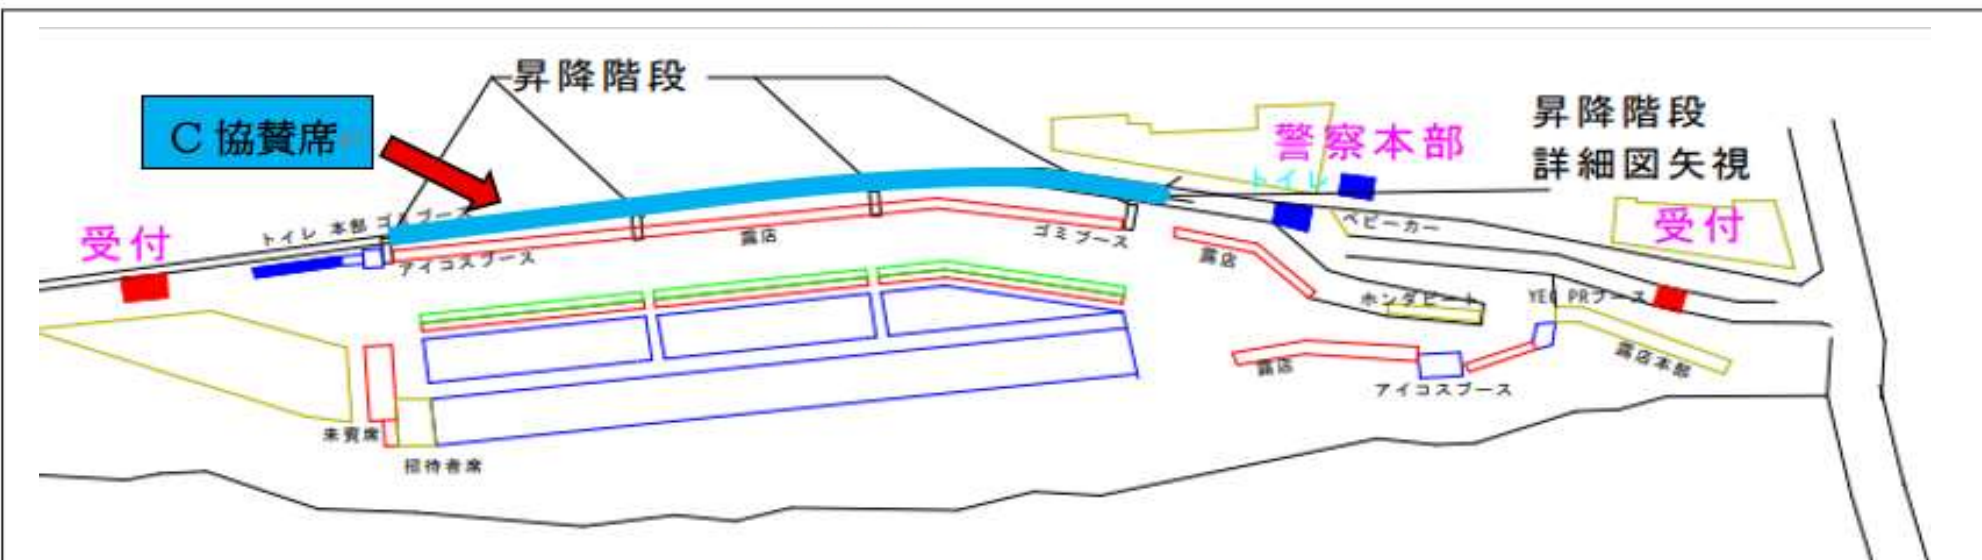 昇降階段
C 協賛席
昇降階段
詳細図矢視
警察本部
トイレ
受付
受付
トイレ 本部 ゴミブース
ベビーカー
アイコスブース
露店
ゴミブース
露店
ホンダビート
YEG PRブース
露店
アイコスブース
露店本部
来賓席
招待者席